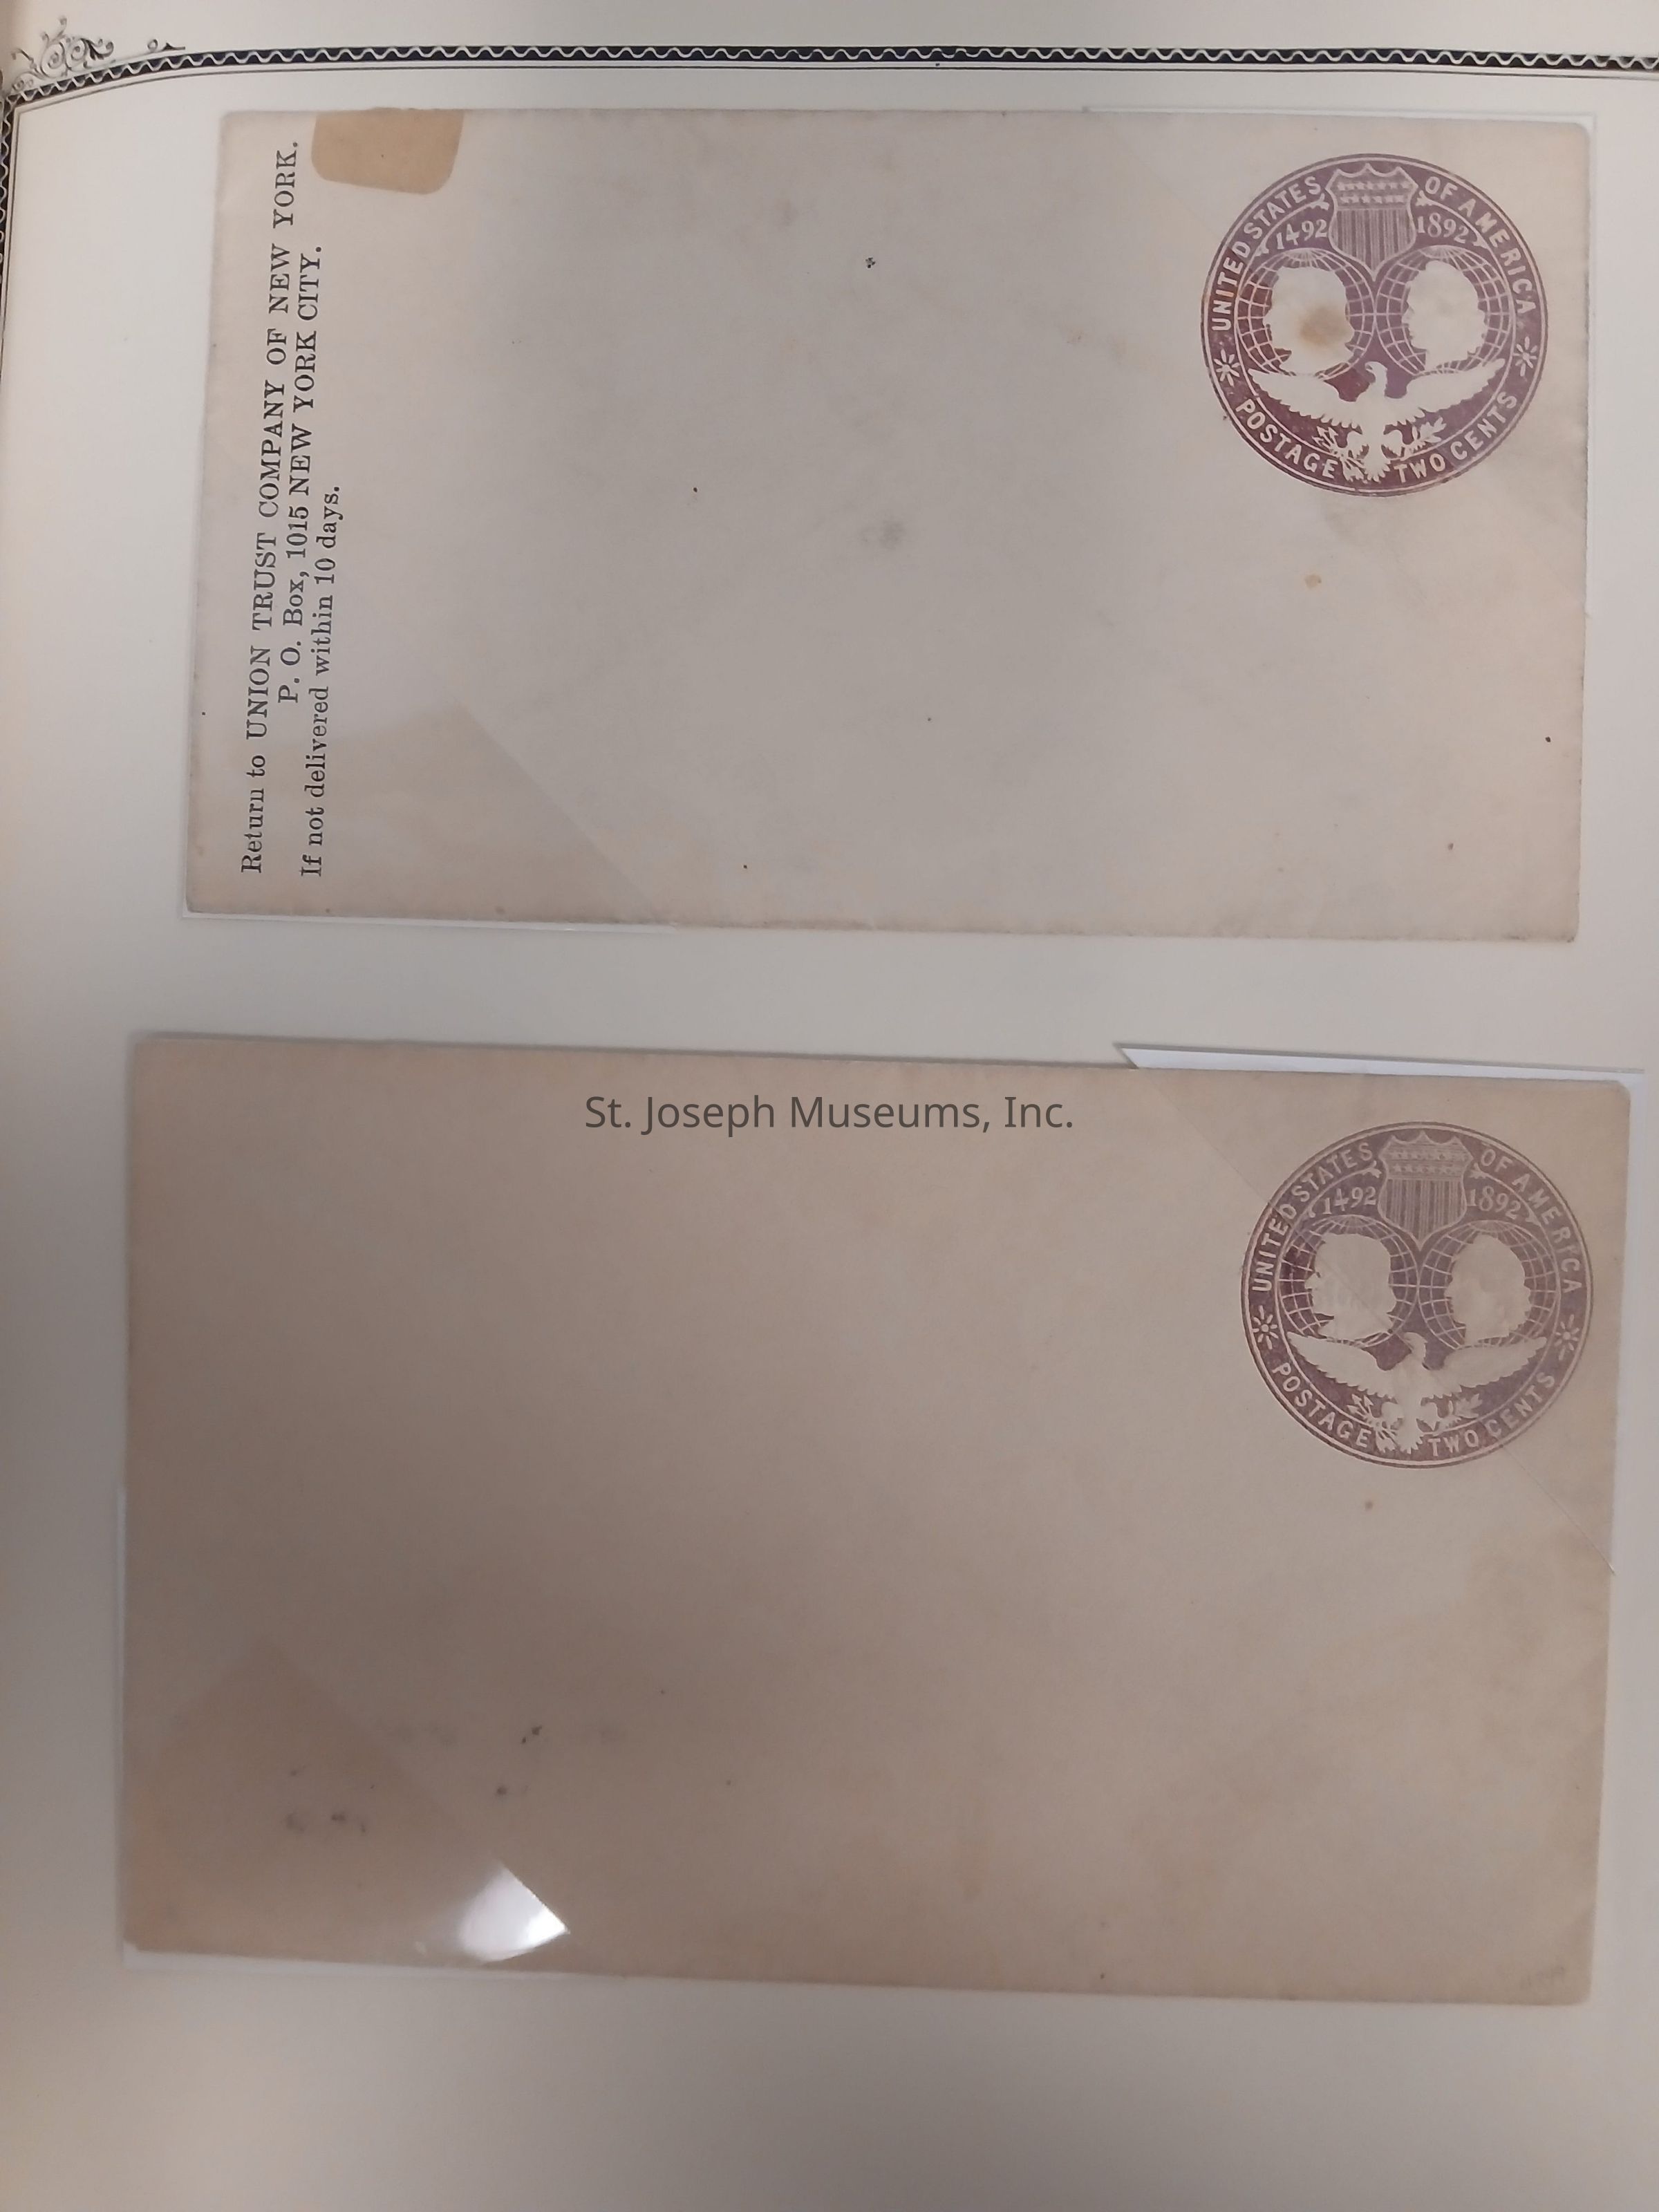 Return to UNION TRUST COMPANY OF NEW YORK.
P. O. Box, 1015 NEW YORK CITY.
If not delivered within 10 days.
UNITED STATES OF AMERICA
1492 1892
POSTAGE TWO CENTS
St. Joseph Museums, Inc.
UNITED STATES OF AMERICA
1492 1892
POSTAGE TWO CENTS